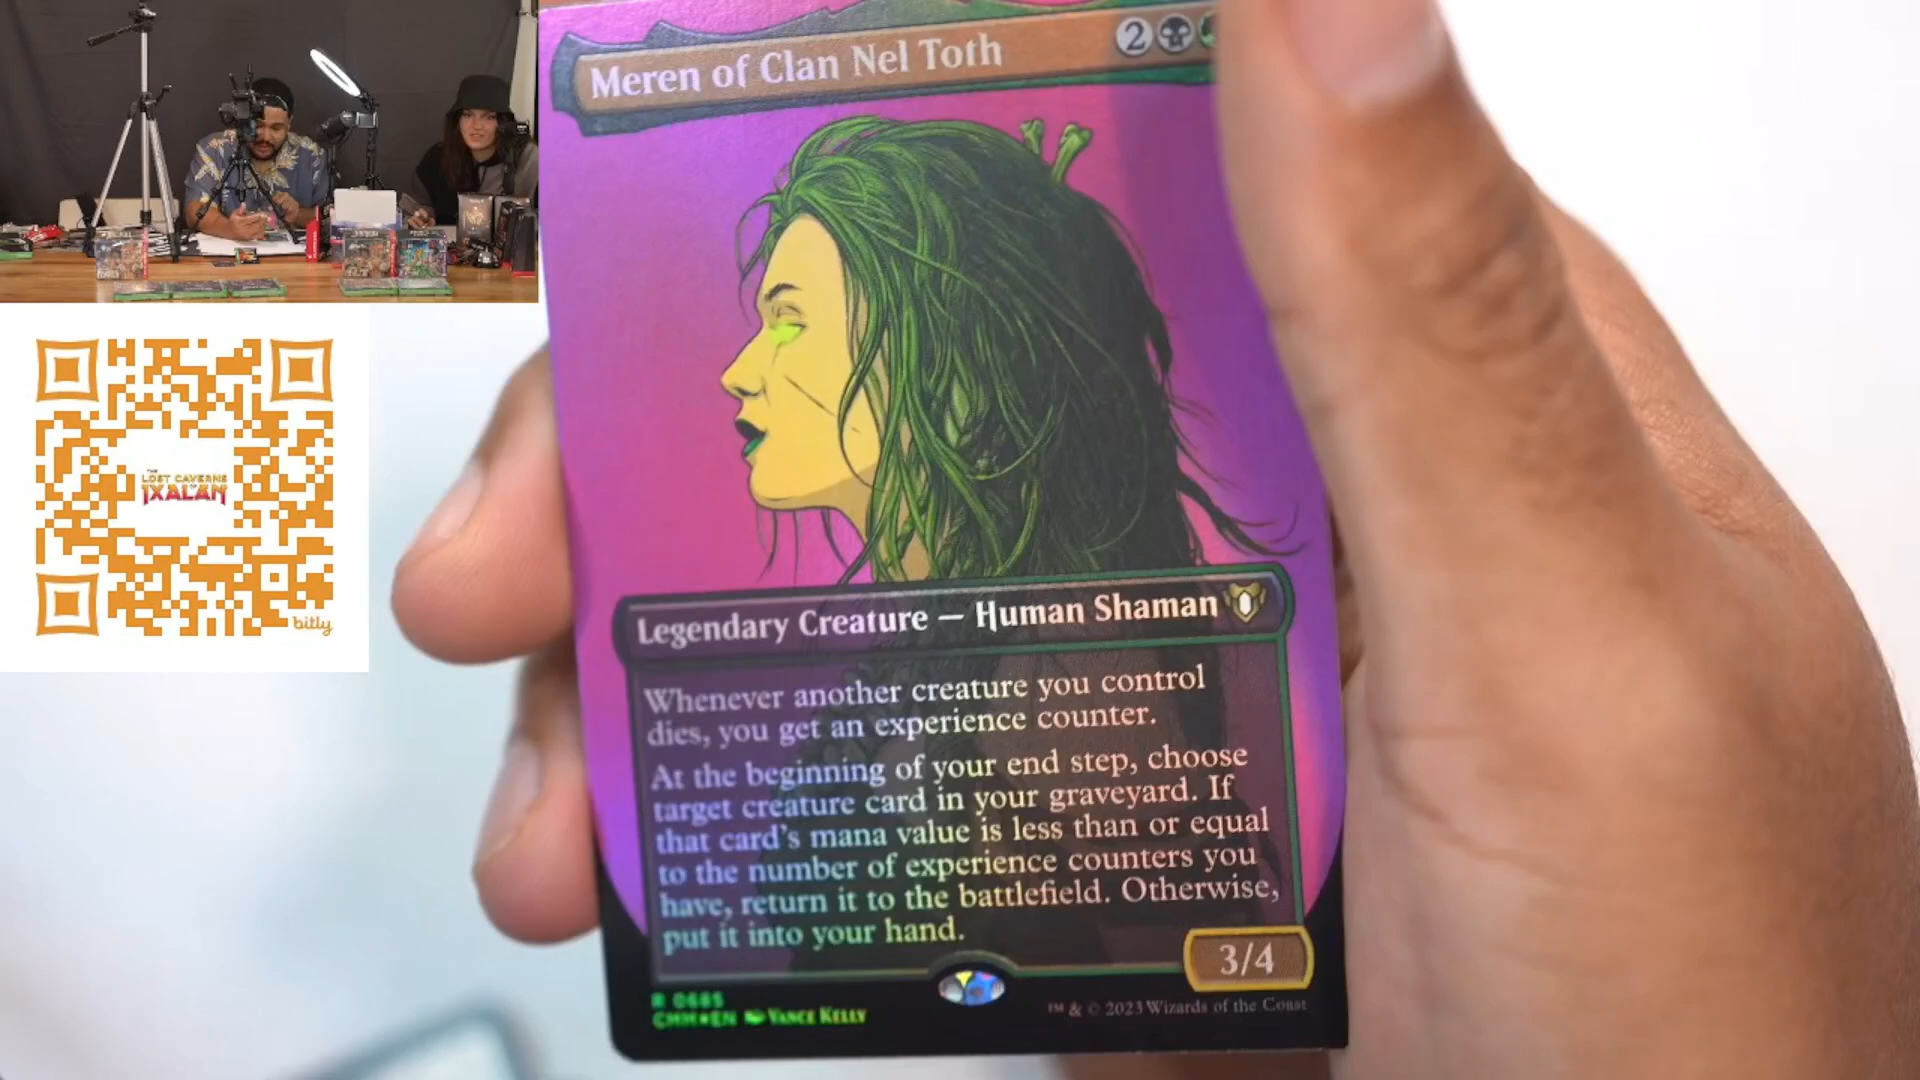 Meren of Clan Nel Toth
2
Legendary Creature — Human Shaman
Whenever another creature you control
dies, you get an experience counter.
At the beginning of your end step, choose
target creature card in your graveyard. If
that card's mana value is less than or equal
to the number of experience counters you
have, return it to the battlefield. Otherwise,
put it into your hand.
3/4
R 0685
CMM•EN VANCE KELLY
™ & © 2023 Wizards of the Coast
THE
LOST CAVERNS
OF
IXALAN
bitly